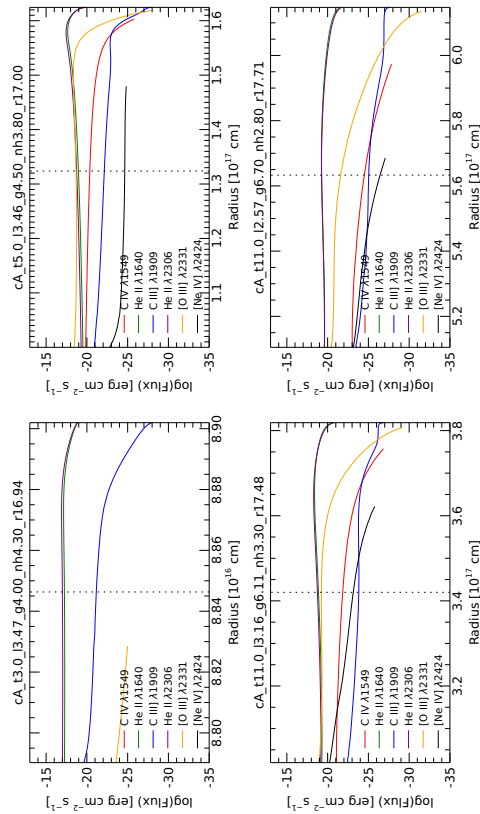 cA_t3.0_l3.47_g4.00_nh4.30_r16.94
log(Flux) [erg cm⁻² s⁻¹]
-15
-20
-25
-30
-35
C IV λ1549
He II λ1640
C III] λ1909
He II λ2306
[O III] λ2331
[Ne IV] λ2424
8.80 8.82 8.84 8.86 8.88 8.90
Radius [10¹⁶ cm]
cA_t5.0_l3.46_g4.50_nh3.80_r17.00
log(Flux) [erg cm⁻² s⁻¹]
-15
-20
-25
-30
-35
C IV λ1549
He II λ1640
C III] λ1909
He II λ2306
[O III] λ2331
[Ne IV] λ2424
1.1 1.2 1.3 1.4 1.5 1.6
Radius [10¹⁷ cm]
cA_t11.0_l3.16_g6.11_nh3.30_r17.48
log(Flux) [erg cm⁻² s⁻¹]
-15
-20
-25
-30
-35
C IV λ1549
He II λ1640
C III] λ1909
He II λ2306
[O III] λ2331
[Ne IV] λ2424
3.2 3.4 3.6 3.8
Radius [10¹⁷ cm]
cA_t11.0_l2.57_g6.70_nh2.80_r17.71
log(Flux) [erg cm⁻² s⁻¹]
-15
-20
-25
-30
-35
C IV λ1549
He II λ1640
C III] λ1909
He II λ2306
[O III] λ2331
[Ne IV] λ2424
5.2 5.4 5.6 5.8 6.0
Radius [10¹⁷ cm]